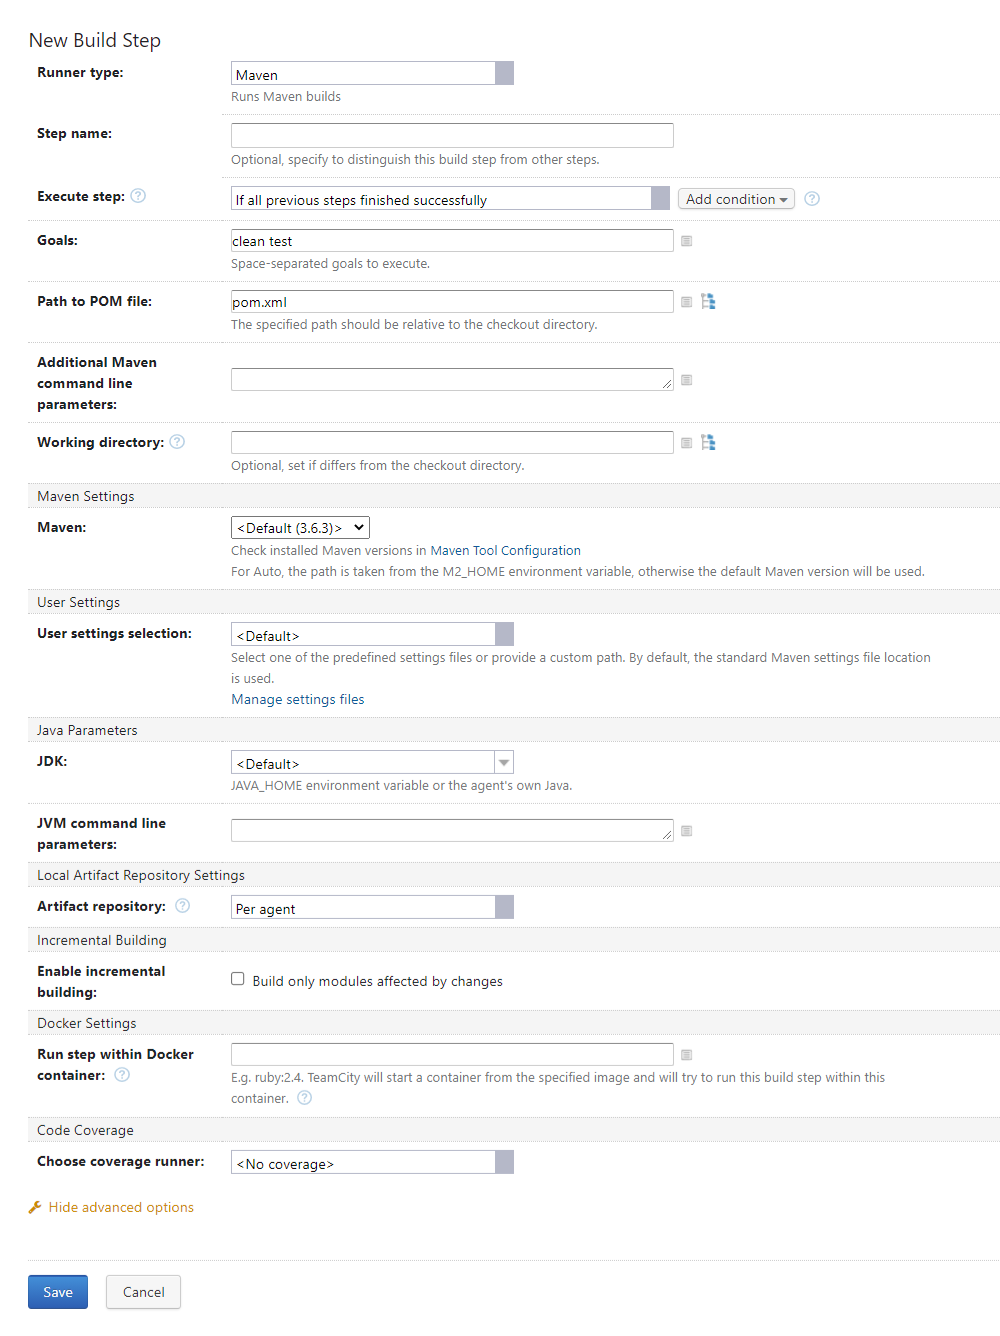 New Build Step
Runner type:
Maven
Runs Maven builds
Step name:
Optional, specify to distinguish this build step from other steps.
Execute step:
If all previous steps finished successfully
Add condition
Goals:
clean test
Space-separated goals to execute.
Path to POM file:
pom.xml
The specified path should be relative to the checkout directory.
Additional Maven
command line
parameters:
Working directory:
Optional, set if differs from the checkout directory.
Maven Settings
Maven:
<Default (3.6.3)>
Check installed Maven versions in Maven Tool Configuration
For Auto, the path is taken from the M2_HOME environment variable, otherwise the default Maven version will be used.
User Settings
User settings selection:
<Default>
Select one of the predefined settings files or provide a custom path. By default, the standard Maven settings file location
is used.
Manage settings files
Java Parameters
JDK:
<Default>
JAVA_HOME environment variable or the agent's own Java.
JVM command line
parameters:
Local Artifact Repository Settings
Artifact repository:
Per agent
Incremental Building
Enable incremental
building:
Build only modules affected by changes
Docker Settings
Run step within Docker
container:
E.g. ruby:2.4. TeamCity will start a container from the specified image and will try to run this build step within this
container.
Code Coverage
Choose coverage runner:
<No coverage>
Hide advanced options
Save
Cancel